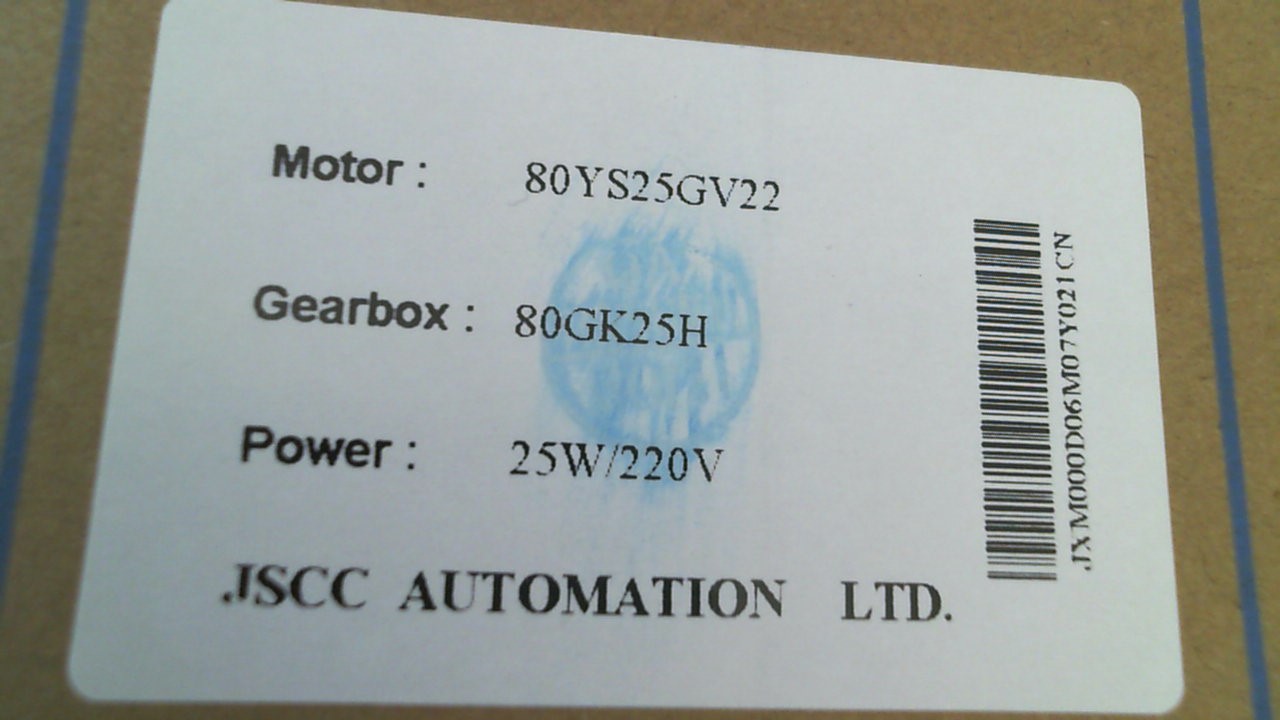 Motor : 80YS25GV22
Gearbox : 80GK25H
Power : 25W/220V
JSCC AUTOMATION LTD.
JXM000D06M07Y021CN